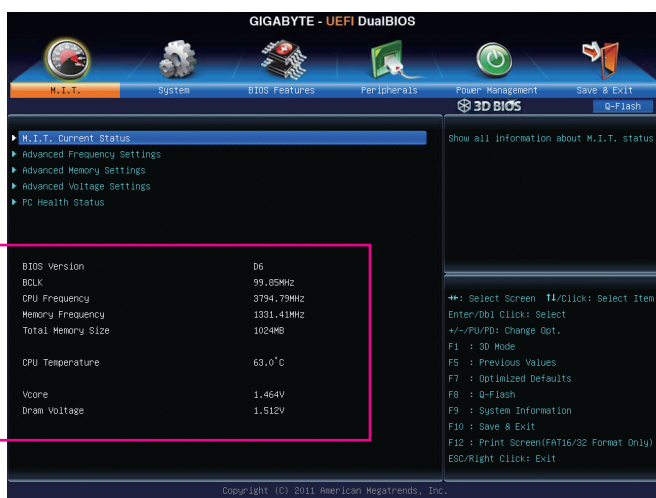 GIGABYTE - UEFI DualBIOS
M.I.T. System BIOS Features Peripherals Power Management Save & Exit
3D BIOS Q-Flash
M.I.T. Current Status
Advanced Frequency Settings
Advanced Memory Settings
Advanced Voltage Settings
PC Health Status
Show all information about M.I.T. status
BIOS Version D6
BCLK 99.85MHz
CPU Frequency 3794.79MHz
Memory Frequency 1331.41MHz
Total Memory Size 1024MB
CPU Temperature 63.0°C
Vcore 1.464V
Dram Voltage 1.512V
→←: Select Screen ↑↓/Click: Select Item
Enter/Dbl Click: Select
+/-/PU/PD: Change Opt.
F1 : 3D Mode
F5 : Previous Values
F7 : Optimized Defaults
F8 : Q-Flash
F9 : System Information
F10 : Save & Exit
F12 : Print Screen(FAT16/32 Format Only)
ESC/Right Click: Exit
Copyright (C) 2011 American Megatrends, Inc.